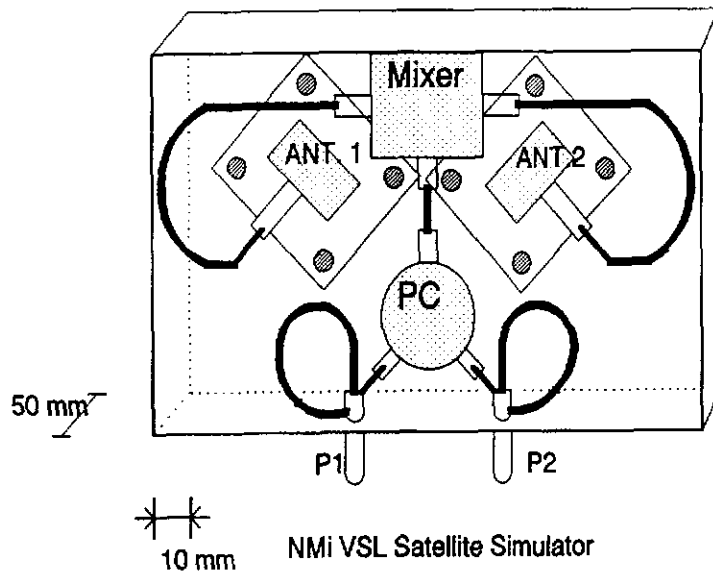 Mixer
ANT. 1
ANT.2
PC
50 mm
P1
P2
10 mm
NMi VSL Satellite Simulator